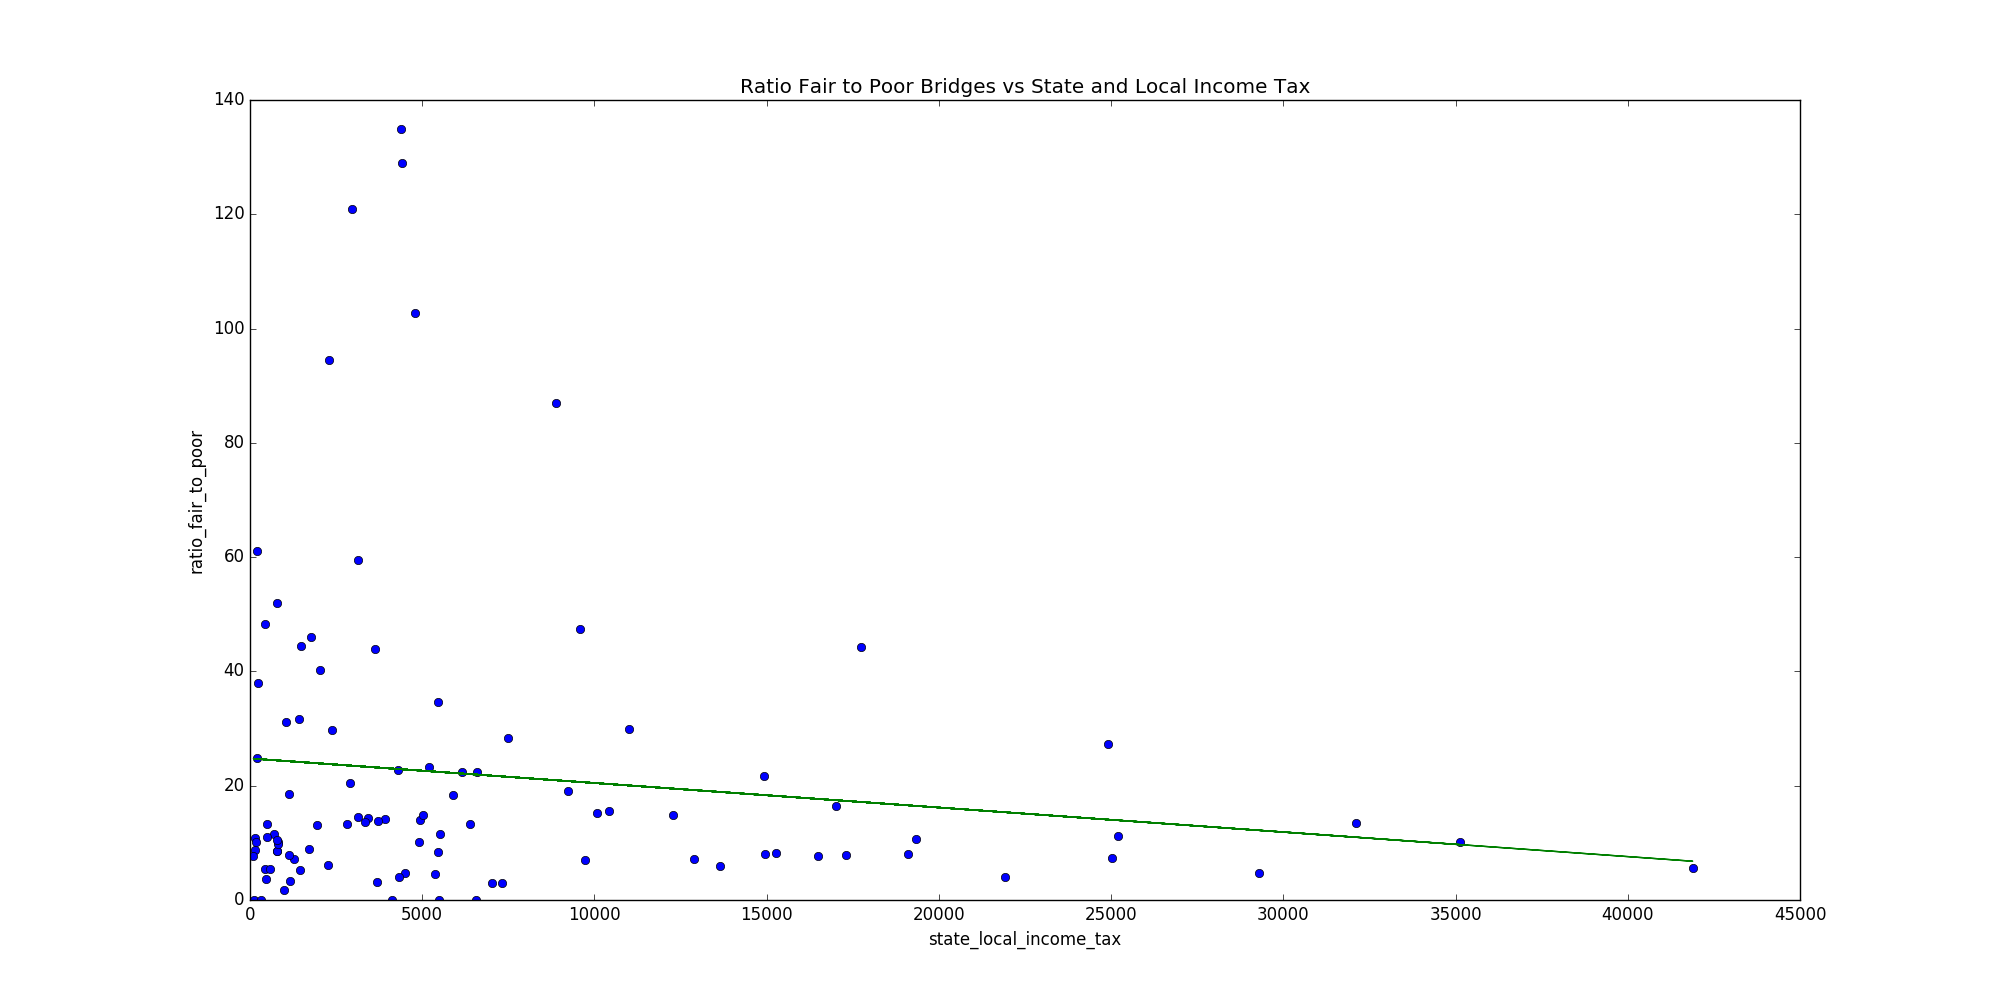 Ratio Fair to Poor Bridges vs State and Local Income Tax
140
120
100
80
60
40
20
0
ratio_fair_to_poor
0 5000 10000 15000 20000 25000 30000 35000 40000 45000
state_local_income_tax